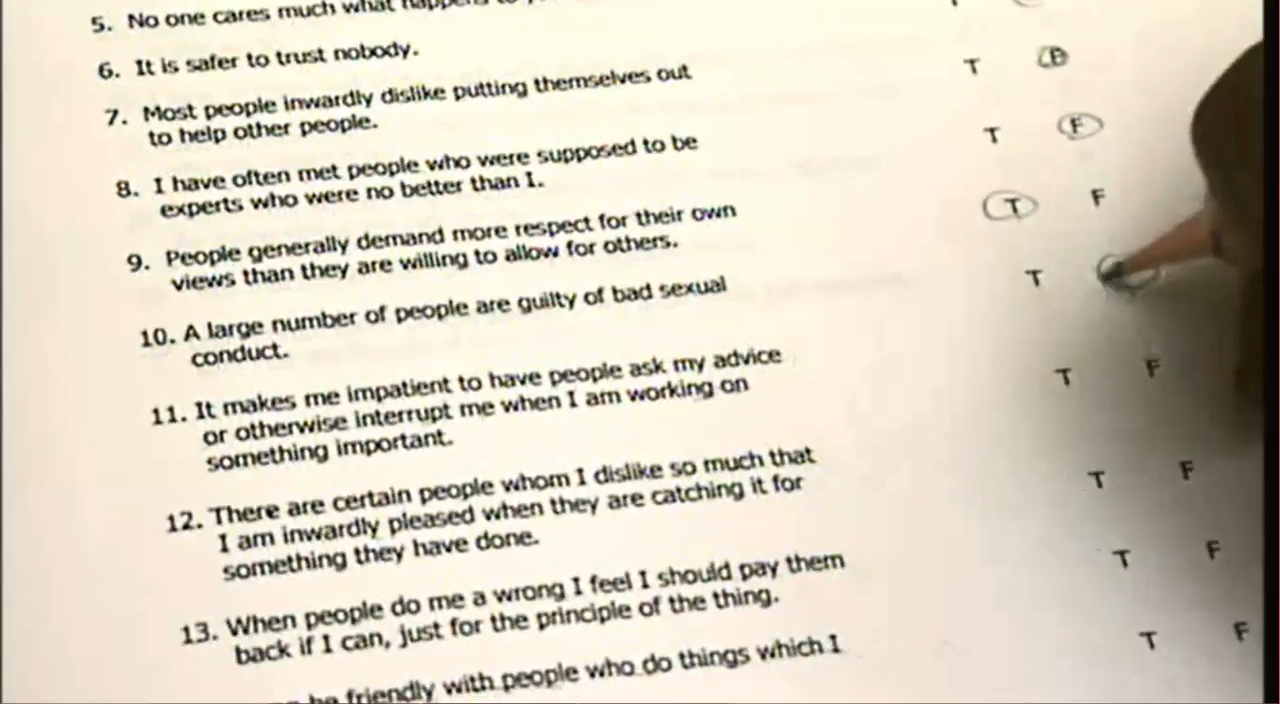 5. No one cares much what happens to
6. It is safer to trust nobody.
T F
7. Most people inwardly dislike putting themselves out
to help other people.
T F
8. I have often met people who were supposed to be
experts who were no better than I.
T F
9. People generally demand more respect for their own
views than they are willing to allow for others.
T
10. A large number of people are guilty of bad sexual
conduct.
T F
11. It makes me impatient to have people ask my advice
or otherwise interrupt me when I am working on
something important.
T F
12. There are certain people whom I dislike so much that
I am inwardly pleased when they are catching it for
something they have done.
T F
13. When people do me a wrong I feel I should pay them
back if I can, just for the principle of the thing.
T F
be friendly with people who do things which I